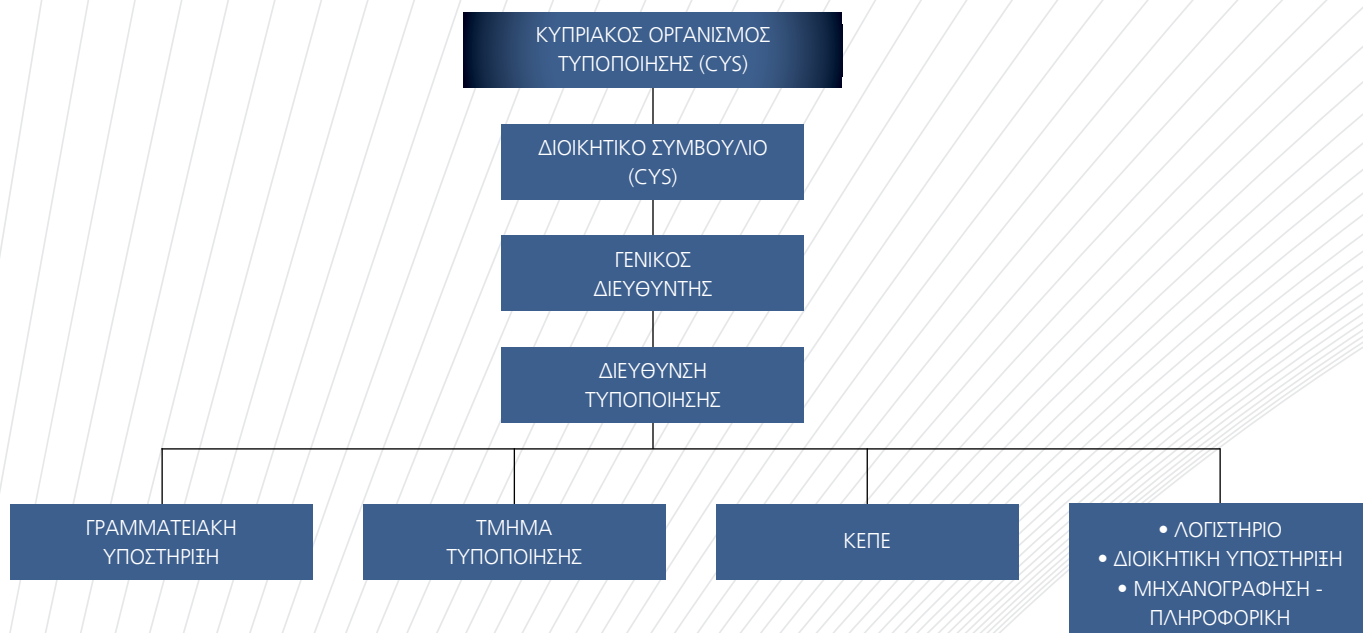 ΚΥΠΡΙΑΚΟΣ ΟΡΓΑΝΙΣΜΟΣ
ΤΥΠΟΠΟΙΗΣΗΣ (CYS)
ΔΙΟΙΚΗΤΙΚΟ ΣΥΜΒΟΥΛΙΟ
(CYS)
ΓΕΝΙΚΟΣ
ΔΙΕΥΘΥΝΤΗΣ
ΔΙΕΥΘΥΝΣΗ
ΤΥΠΟΠΟΙΗΣΗΣ
ΓΡΑΜΜΑΤΕΙΑΚΗ
ΥΠΟΣΤΗΡΙΞΗ
ΤΜΗΜΑ
ΤΥΠΟΠΟΙΗΣΗΣ
ΚΕΠΕ
• ΛΟΓΙΣΤΗΡΙΟ
• ΔΙΟΙΚΗΤΙΚΗ ΥΠΟΣΤΗΡΙΞΗ
• ΜΗΧΑΝΟΓΡΑΦΗΣΗ -
ΠΛΗΡΟΦΟΡΙΚΗ